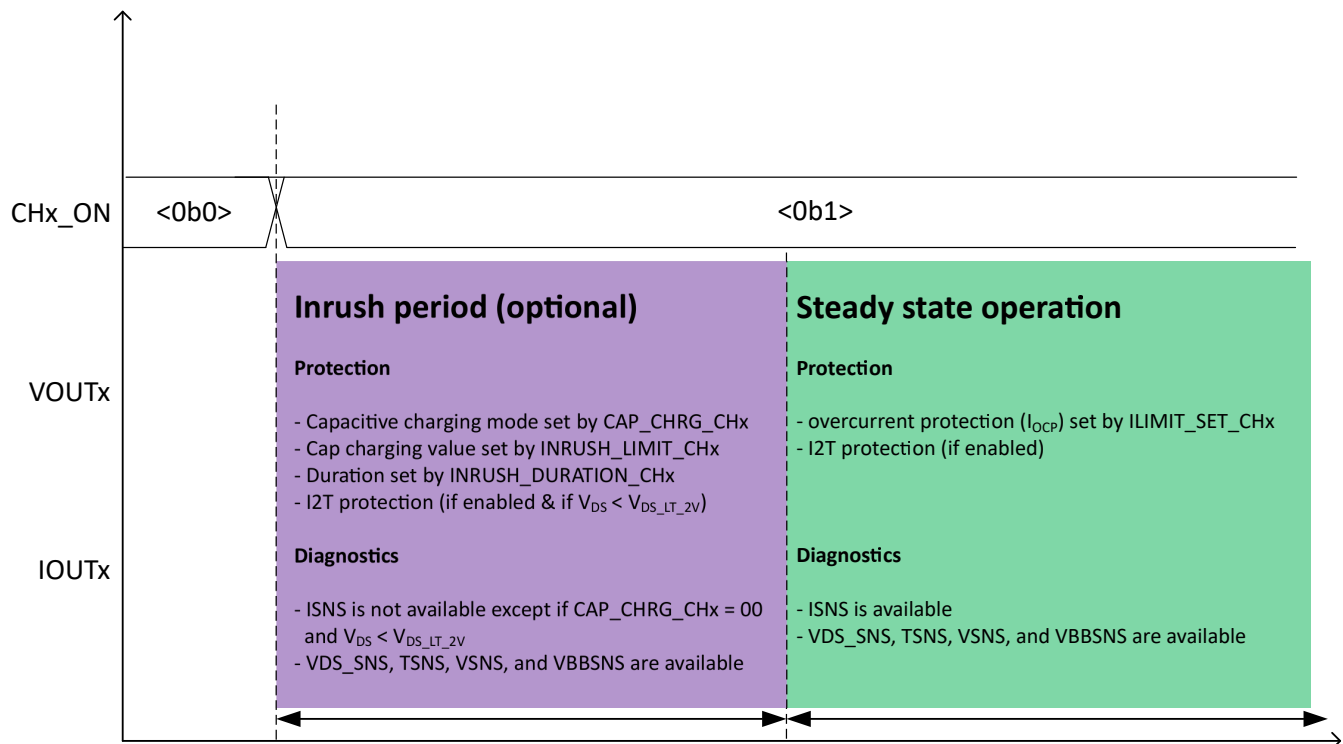 CHx_ON
<0b0>
<0b1>
Inrush period (optional)
Protection
- Capacitive charging mode set by CAP_CHRG_CHx
- Cap charging value set by INRUSH_LIMIT_CHx
- Duration set by INRUSH_DURATION_CHx
- I2T protection (if enabled & if VDS < VDS_LT_2V)
Diagnostics
- ISNS is not available except if CAP_CHRG_CHx = 00
and VDS < VDS_LT_2V
- VDS_SNS, TSNS, VSNS, and VBBSNS are available
Steady state operation
Protection
- overcurrent protection (IOCP) set by ILIMIT_SET_CHx
- I2T protection (if enabled)
Diagnostics
- ISNS is available
- VDS_SNS, TSNS, VSNS, and VBBSNS are available
VOUTx
IOUTx